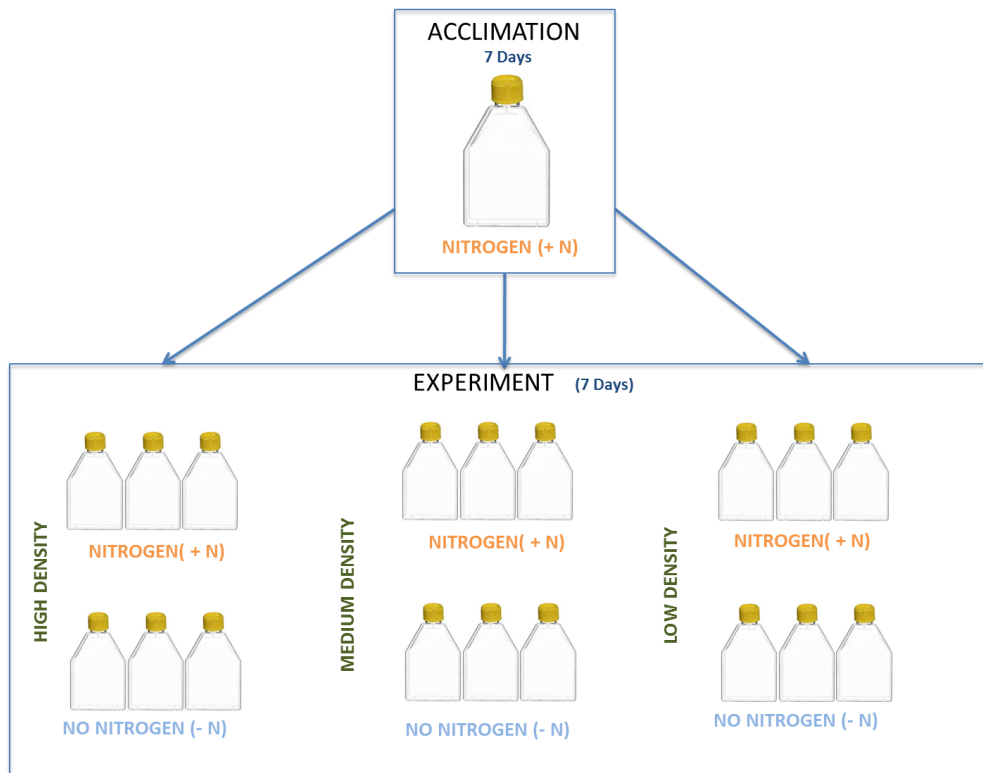 ACCLIMATION
7 Days
NITROGEN (+ N)
EXPERIMENT (7 Days)
HIGH DENSITY
NITROGEN( + N)
NO NITROGEN (- N)
MEDIUM DENSITY
NITROGEN( + N)
NO NITROGEN (- N)
LOW DENSITY
NITROGEN( + N)
NO NITROGEN (- N)